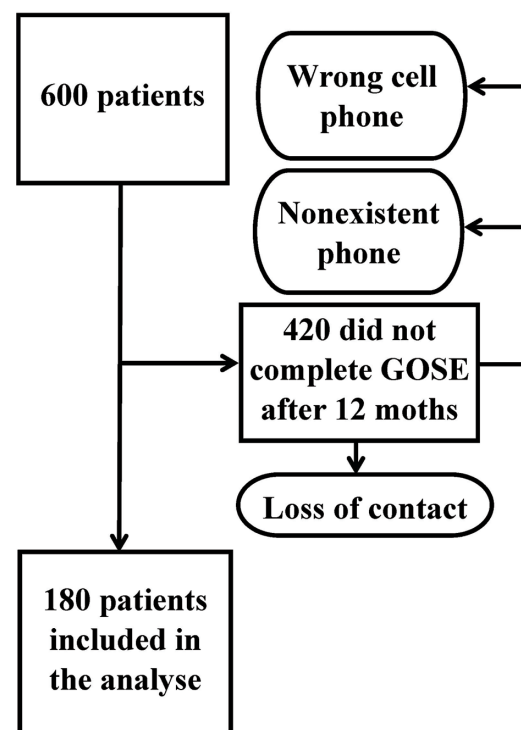 600 patients
Wrong cell
phone
Nonexistent
phone
420 did not
complete GOSE
after 12 moths
Loss of contact
180 patients
included in
the analyse